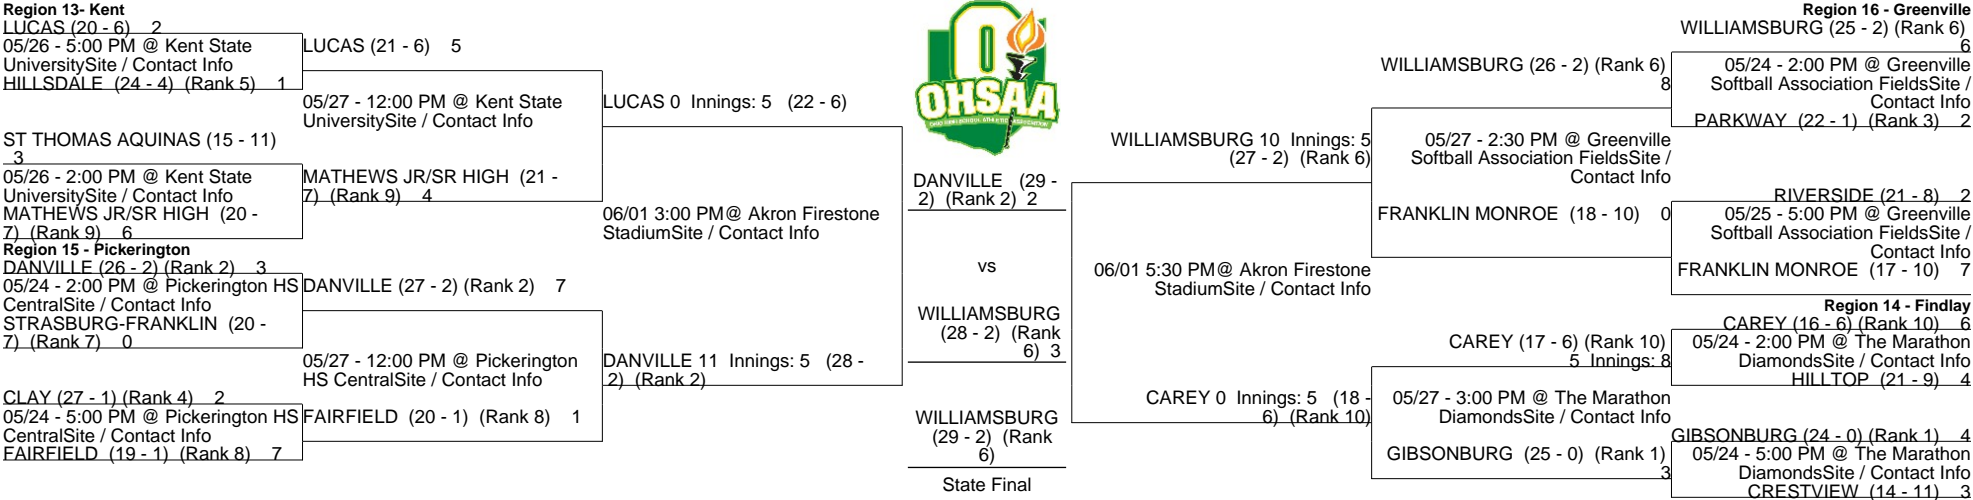 Region 13- Kent
LUCAS (20 - 6) 2
05/26 - 5:00 PM @ Kent State
UniversitySite / Contact Info
HILLSDALE (24 - 4) (Rank 5) 1
ST THOMAS AQUINAS (15 - 11)
3
05/26 - 2:00 PM @ Kent State
UniversitySite / Contact Info
MATHEWS JR/SR HIGH (20 -
7) (Rank 9) 6
Region 15 - Pickerington
DANVILLE (26 - 2) (Rank 2) 3
05/24 - 2:00 PM @ Pickerington HS
CentralSite / Contact Info
STRASBURG-FRANKLIN (20 -
7) (Rank 7) 0
CLAY (27 - 1) (Rank 4) 2
05/24 - 5:00 PM @ Pickerington HS
CentralSite / Contact Info
FAIRFIELD (19 - 1) (Rank 8) 7
LUCAS (21 - 6) 5
05/27 - 12:00 PM @ Kent State
UniversitySite / Contact Info
MATHEWS JR/SR HIGH (21 -
7) (Rank 9) 4
DANVILLE (27 - 2) (Rank 2) 7
05/27 - 12:00 PM @ Pickerington
HS CentralSite / Contact Info
FAIRFIELD (20 - 1) (Rank 8) 1
LUCAS 0 Innings: 5 (22 - 6)
06/01 3:00 PM@ Akron Firestone
StadiumSite / Contact Info
DANVILLE 11 Innings: 5 (28 -
2) (Rank 2)
OHSAA
OHIO HIGH SCHOOL ATHLETIC ASSOCIATION
DANVILLE (29 -
2) (Rank 2) 2
vs
WILLIAMSBURG
(28 - 2) (Rank
6) 3
WILLIAMSBURG
(29 - 2) (Rank
6)
State Final
WILLIAMSBURG 10 Innings: 5
(27 - 2) (Rank 6)
06/01 5:30 PM@ Akron Firestone
StadiumSite / Contact Info
CAREY 0 Innings: 5 (18 -
6) (Rank 10)
WILLIAMSBURG (26 - 2) (Rank 6)
8
05/27 - 2:30 PM @ Greenville
Softball Association FieldsSite /
Contact Info
FRANKLIN MONROE (18 - 10) 0
CAREY (17 - 6) (Rank 10)
5 Innings: 8
05/27 - 3:00 PM @ The Marathon
DiamondsSite / Contact Info
GIBSONBURG (25 - 0) (Rank 1)
3
Region 16 - Greenville
WILLIAMSBURG (25 - 2) (Rank 6)
6
05/24 - 2:00 PM @ Greenville
Softball Association FieldsSite /
Contact Info
PARKWAY (22 - 1) (Rank 3) 2
RIVERSIDE (21 - 8) 2
05/25 - 5:00 PM @ Greenville
Softball Association FieldsSite /
Contact Info
FRANKLIN MONROE (17 - 10) 7
Region 14 - Findlay
CAREY (16 - 6) (Rank 10) 6
05/24 - 2:00 PM @ The Marathon
DiamondsSite / Contact Info
HILLTOP (21 - 9) 4
GIBSONBURG (24 - 0) (Rank 1) 4
05/24 - 5:00 PM @ The Marathon
DiamondsSite / Contact Info
CRESTVIEW (14 - 11) 3